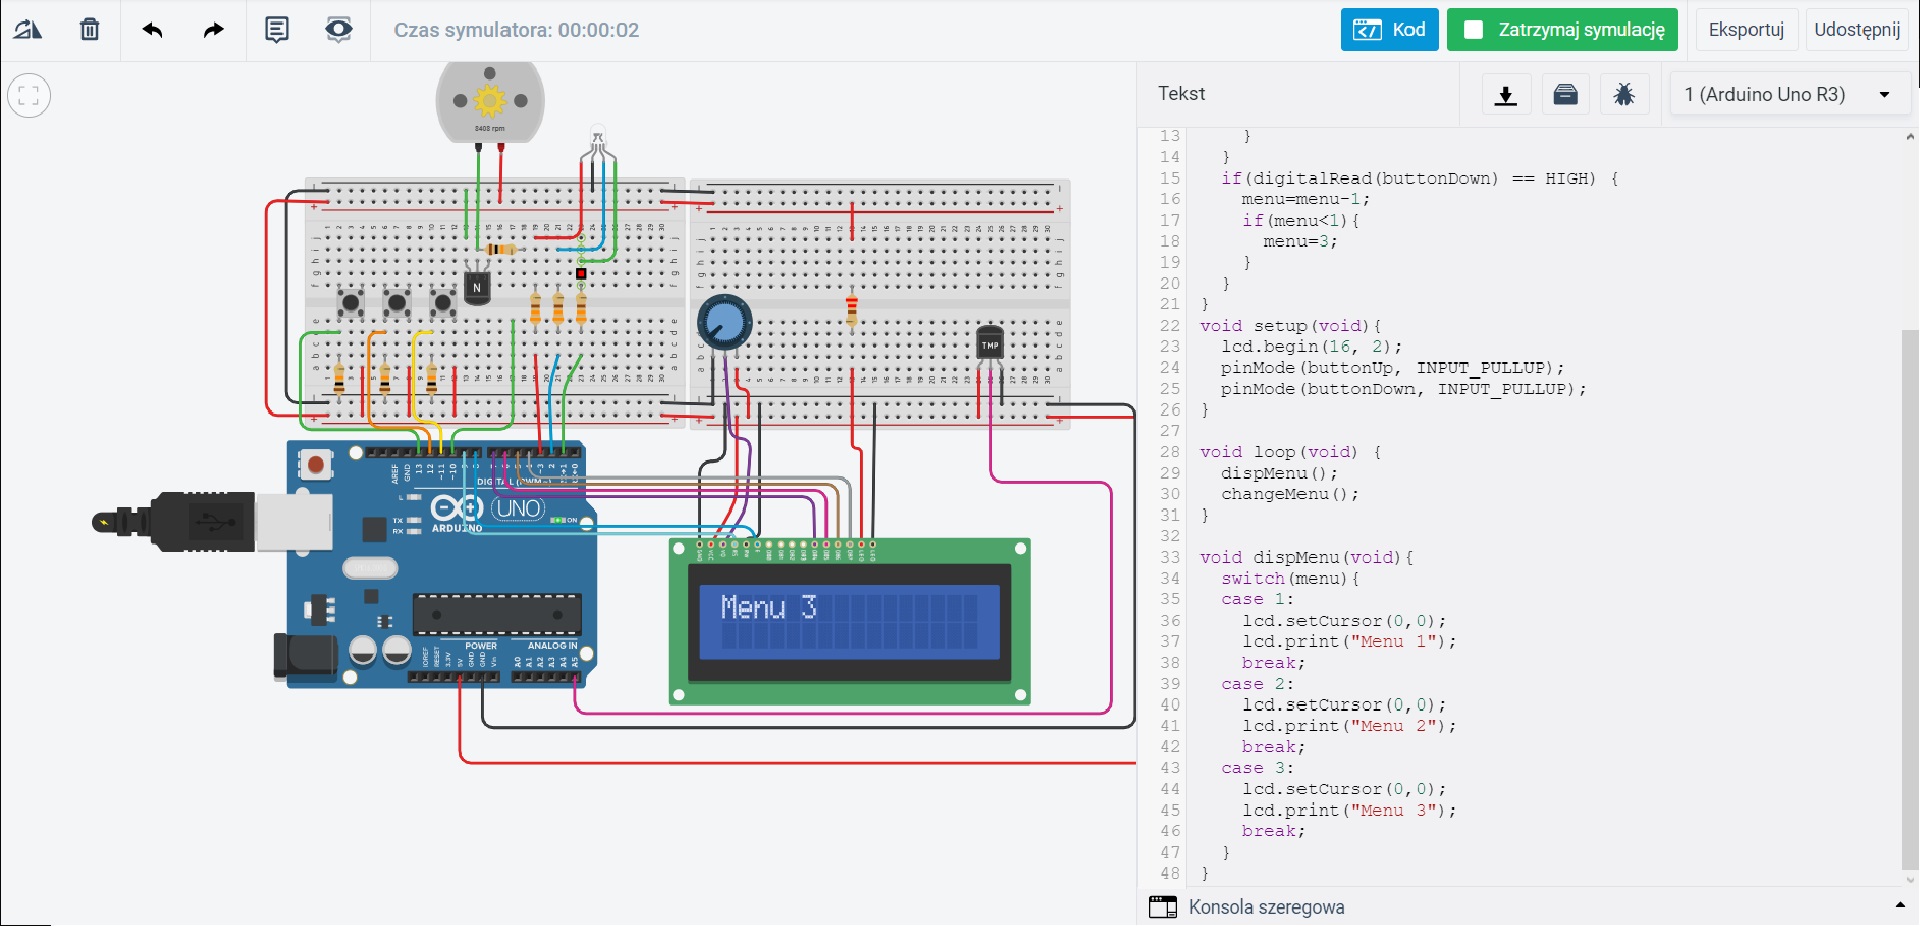 Czas symulatora: 00:00:02
Kod
Zatrzymaj symulację
Eksportuj
Udostępnij
Tekst
1 (Arduino Uno R3)
8408 rpm
N
TMP
AREF
GND
13
12
~11
~10
DIGITAL (PWM~)
UNO
ARDUINO
TX
RX
ON
POWER
ANALOG IN
IOREF
RESET
3.3V
5V
GND
GND
Vin
A0
A1
A2
A3
A4
A5
Menu 3
13     }
14   }
15   if(digitalRead(buttonDown) == HIGH) {
16     menu=menu-1;
17     if(menu<1){
18       menu=3;
19     }
20   }
21 }
22 void setup(void){
23   lcd.begin(16, 2);
24   pinMode(buttonUp, INPUT_PULLUP);
25   pinMode(buttonDown, INPUT_PULLUP);
26 }
27
28 void loop(void) {
29   dispMenu();
30   changeMenu();
31 }
32
33 void dispMenu(void){
34   switch(menu){
35   case 1:
36     lcd.setCursor(0,0);
37     lcd.print("Menu 1");
38     break;
39   case 2:
40     lcd.setCursor(0,0);
41     lcd.print("Menu 2");
42     break;
43   case 3:
44     lcd.setCursor(0,0);
45     lcd.print("Menu 3");
46     break;
47   }
48 }
Konsola szeregowa